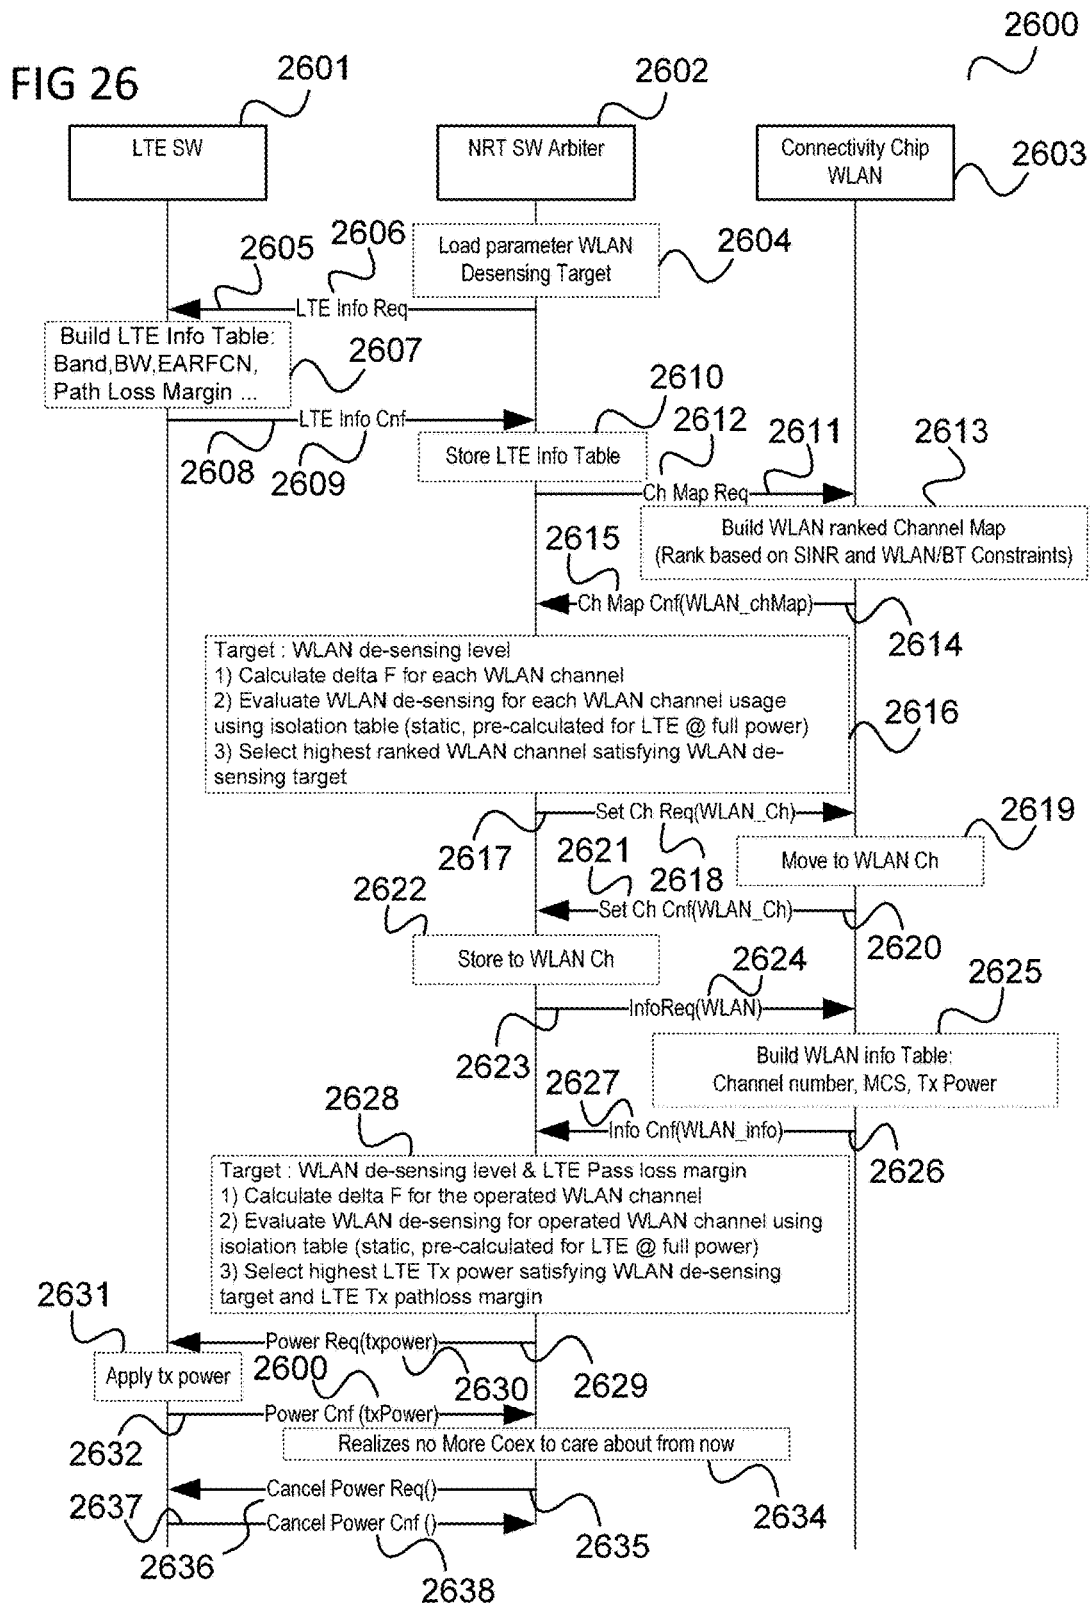 2600
FIG 26
2601
2602
2603
LTE SW
NRT SW Arbiter
Connectivity Chip
WLAN
2604
Load parameter WLAN
Desensing Target
2605
2606
LTE Info Req
Build LTE Info Table:
Band,BW,EARFCN,
Path Loss Margin ...
2607
LTE Info Cnf
2608
2609
2610
Store LTE Info Table
2612
2611
2613
Ch Map Req
Build WLAN ranked Channel Map
(Rank based on SINR and WLAN/BT Constraints)
2615
Ch Map Cnf(WLAN_chMap)
2614
Target : WLAN de-sensing level
1) Calculate delta F for each WLAN channel
2) Evaluate WLAN de-sensing for each WLAN channel usage
using isolation table (static, pre-calculated for LTE @ full power)
3) Select highest ranked WLAN channel satisfying WLAN de-
sensing target
2616
Set Ch Req(WLAN_Ch)
2617
2618
2619
Move to WLAN Ch
2621
Set Ch Cnf(WLAN_Ch)
2620
2622
Store to WLAN Ch
2624
InfoReq(WLAN)
2623
2625
Build WLAN info Table:
Channel number, MCS, Tx Power
2627
Info Cnf(WLAN_info)
2626
2628
Target : WLAN de-sensing level & LTE Pass loss margin
1) Calculate delta F for the operated WLAN channel
2) Evaluate WLAN de-sensing for operated WLAN channel using
isolation table (static, pre-calculated for LTE @ full power)
3) Select highest LTE Tx power satisfying WLAN de-sensing
target and LTE Tx pathloss margin
2631
Power Req(txpower)
2630
2629
Apply tx power
2600
Power Cnf (txPower)
2632
Realizes no More Coex to care about from now
2634
Cancel Power Req()
2635
2637
Cancel Power Cnf ()
2636
2638